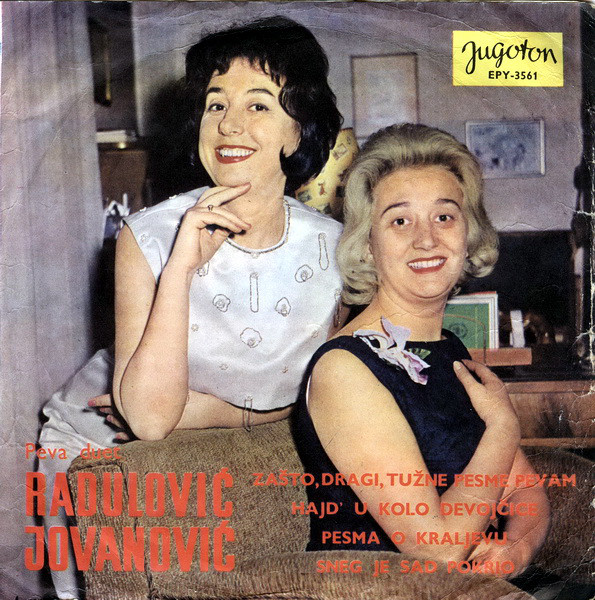 Jugoton
EPY-3561
Peva duet
RADULOVIĆ
JOVANOVIĆ
ZAŠTO, DRAGI, TUŽNE PESME PEVAM
HAJD' U KOLO DEVOJČICE
PESMA O KRALJEVU
SNEG JE SAD POKRIO